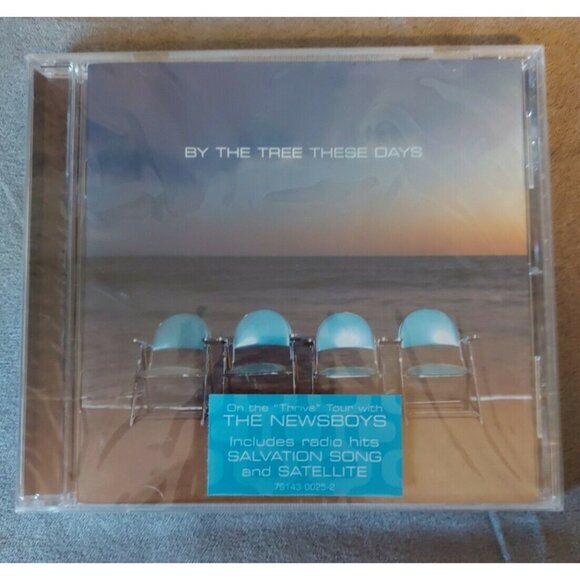 BY THE TREE THESE DAYS
On the "Thrive" Tour with
THE NEWSBOYS
Includes radio hits
SALVATION SONG
and SATELLITE
79143 0025-2